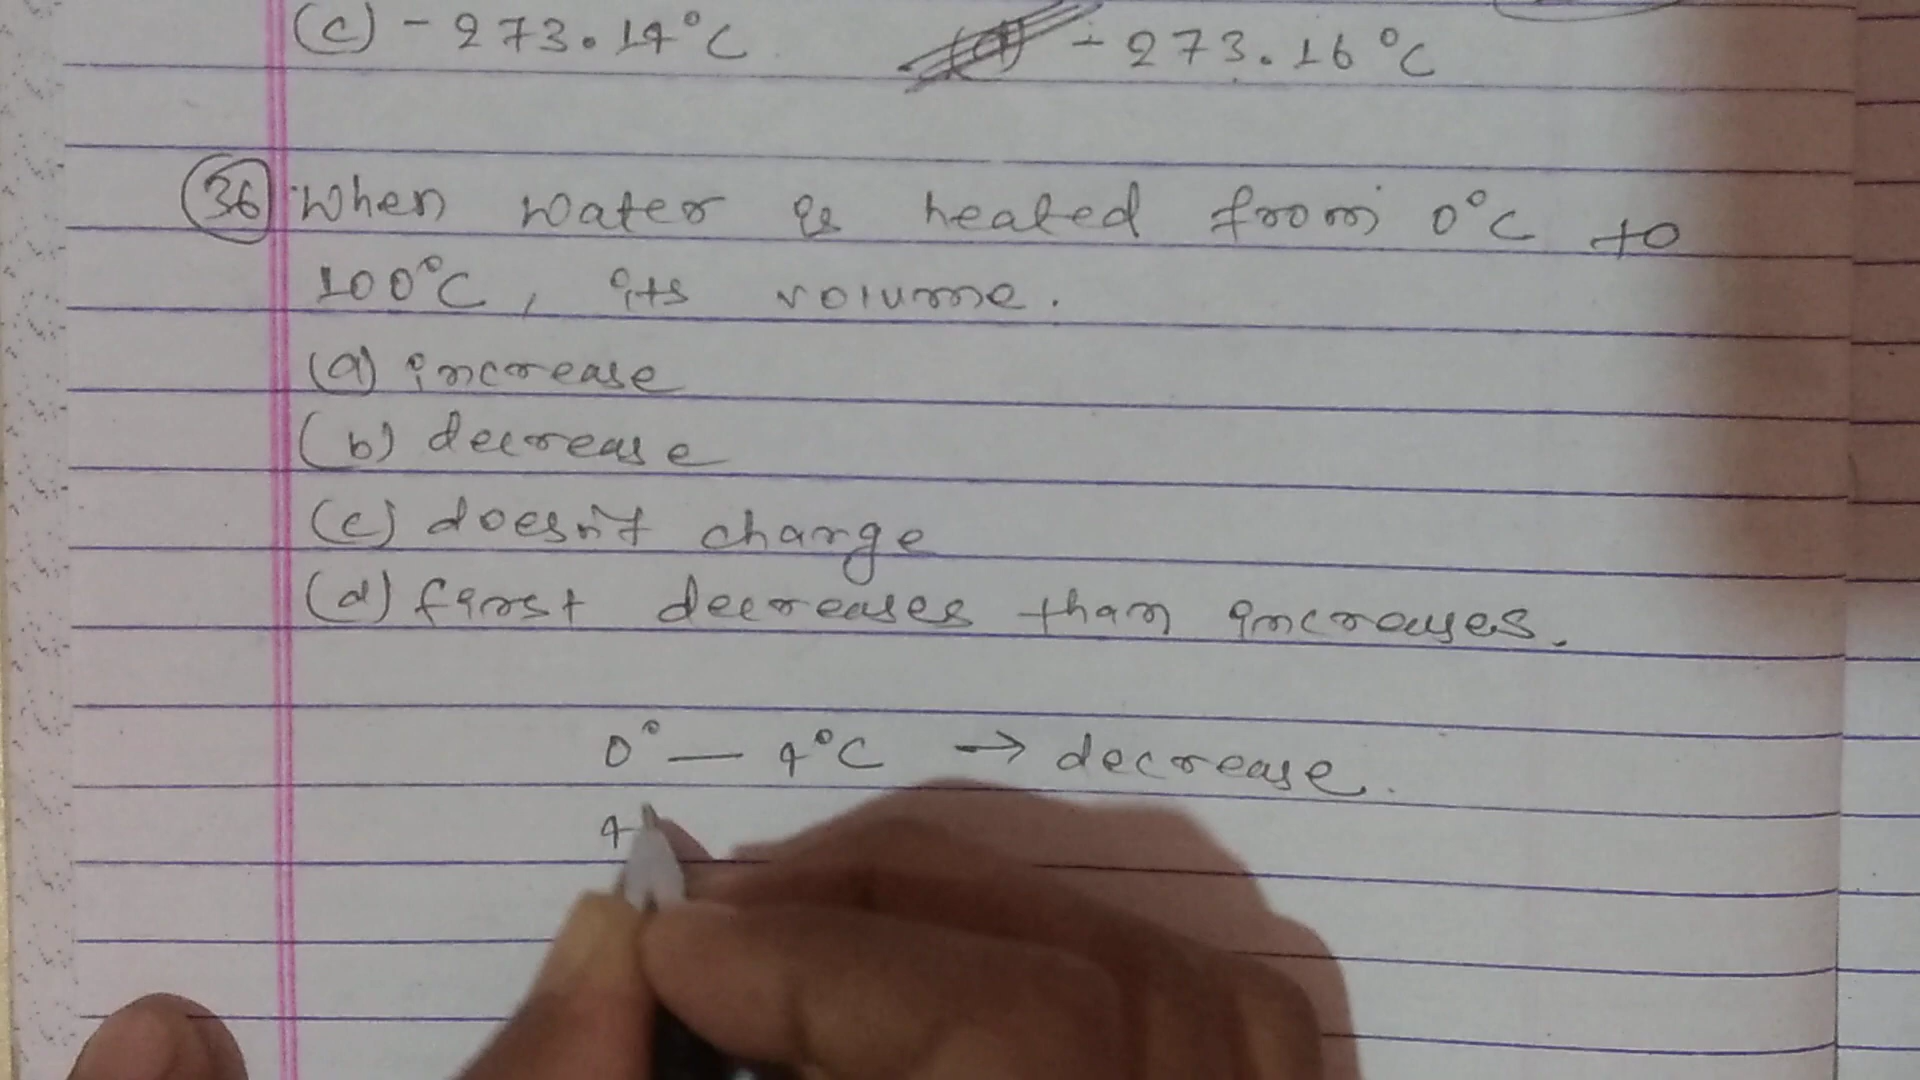 (c) -273.14°C (d) -273.16°C
(36) When water is heated from 0°C to
100°C, its volume.
(a) increase
(b) decrease
(c) doesn't change
(d) first decreases than increases.
0° — 4°C → decrease.
4